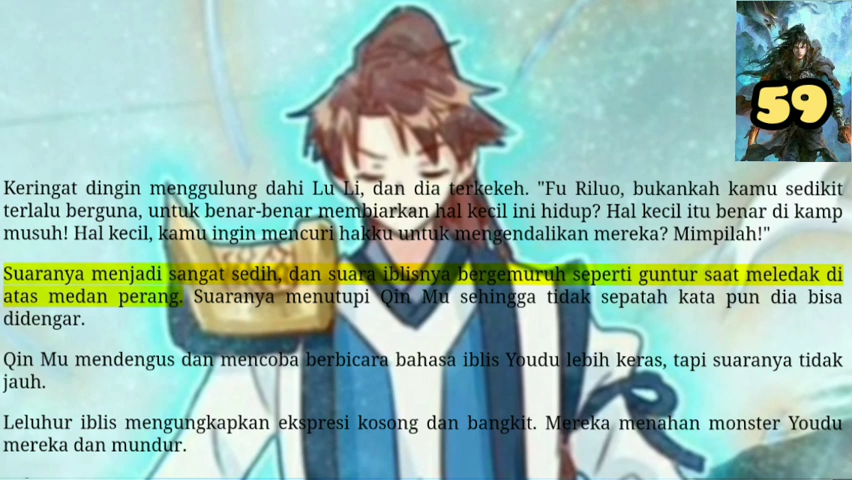 59
Keringat dingin menggulung dahi Lu Li, dan dia terkekeh. "Fu Riluo, bukankah kamu sedikit
terlalu berguna, untuk benar-benar membiarkan hal kecil ini hidup? Hal kecil itu benar di kamp
musuh! Hal kecil, kamu ingin mencuri hakku untuk mengendalikan mereka? Mimpilah!"
Suaranya menjadi sangat sedih, dan suara iblisnya bergemuruh seperti guntur saat meledak di
atas medan perang. Suaranya menutupi Qin Mu sehingga tidak sepatah kata pun dia bisa
didengar.
Qin Mu mendengus dan mencoba berbicara bahasa iblis Youdu lebih keras, tapi suaranya tidak
jauh.
Leluhur iblis mengungkapkan ekspresi kosong dan bangkit. Mereka menahan monster Youdu
mereka dan mundur.